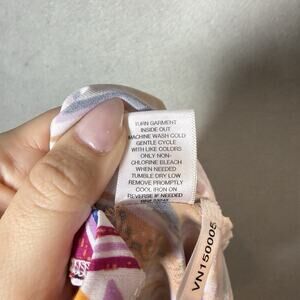 TURN GARMENT
INSIDE OUT
MACHINE WASH COLD
GENTLE CYCLE
WITH LIKE COLORS
ONLY NON-
CHLORINE BLEACH
WHEN NEEDED
TUMBLE DRY LOW
REMOVE PROMPTLY
COOL IRON ON
REVERSE IF NEEDED
VN150005